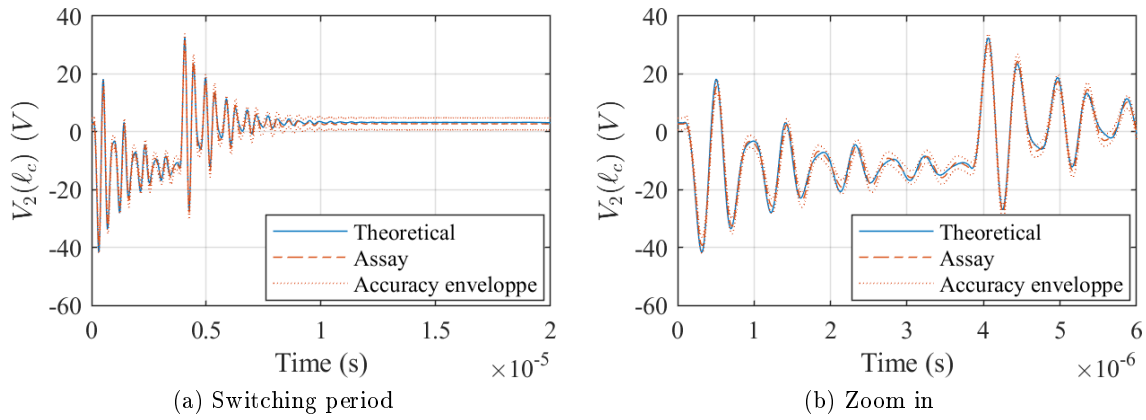 40
20
0
-20
-40
-60
V₂(ℓ_c) (V)
Theoretical
Assay
Accuracy enveloppe
0 0.5 1 1.5 2
Time (s)
×10⁻⁵
(a) Switching period
40
20
0
-20
-40
-60
V₂(ℓ_c) (V)
Theoretical
Assay
Accuracy enveloppe
0 1 2 3 4 5 6
Time (s)
×10⁻⁶
(b) Zoom in